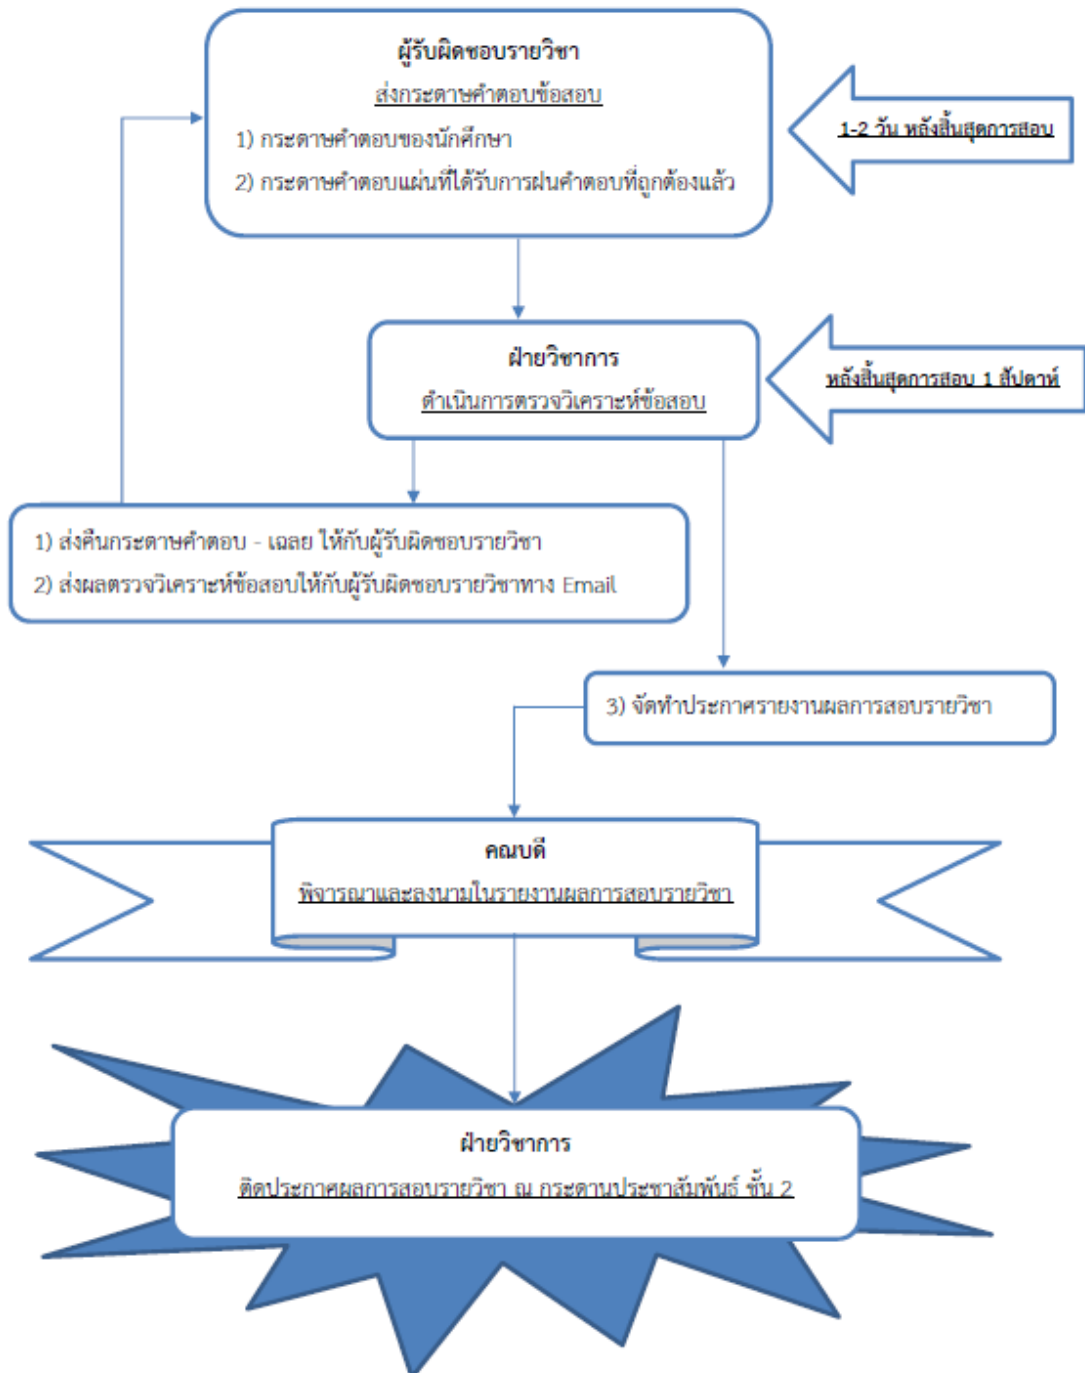 ผู้รับผิดชอบรายวิชา
ส่งกระดาษคำตอบข้อสอบ
1) กระดาษคำตอบของนักศึกษา
2) กระดาษคำตอบแผ่นที่ได้รับการฝนคำตอบที่ถูกต้องแล้ว
1-2 วัน หลังสิ้นสุดการสอบ
ฝ่ายวิชาการ
ดำเนินการตรวจวิเคราะห์ข้อสอบ
หลังสิ้นสุดการสอบ 1 สัปดาห์
1) ส่งคืนกระดาษคำตอบ - เฉลย ให้กับผู้รับผิดชอบรายวิชา
2) ส่งผลตรวจวิเคราะห์ข้อสอบให้กับผู้รับผิดชอบรายวิชาทาง Email
3) จัดทำประกาศรายงานผลการสอบรายวิชา
คณบดี
พิจารณาและลงนามในรายงานผลการสอบรายวิชา
ฝ่ายวิชาการ
ติดประกาศผลการสอบรายวิชา ณ กระดานประชาสัมพันธ์ ชั้น 2